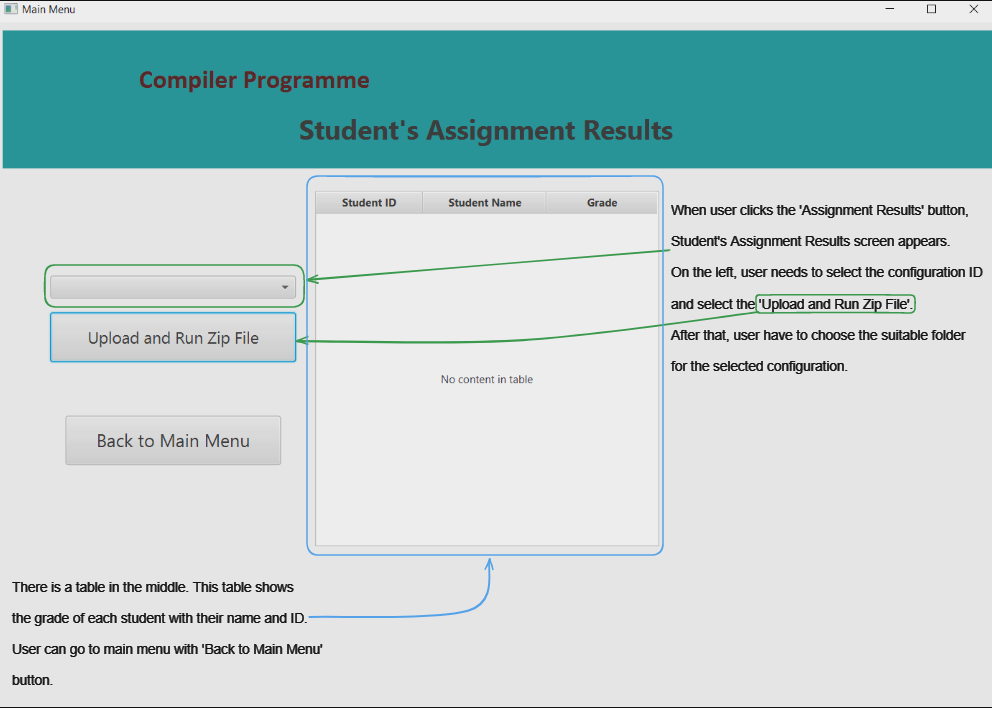 Main Menu
Compiler Programme
Student's Assignment Results
Student ID Student Name Grade
When user clicks the 'Assignment Results' button,
Student's Assignment Results screen appears.
On the left, user needs to select the configuration ID
and select the 'Upload and Run Zip File'.
After that, user have to choose the suitable folder
for the selected configuration.
Upload and Run Zip File
No content in table
Back to Main Menu
There is a table in the middle. This table shows
the grade of each student with their name and ID.
User can go to main menu with 'Back to Main Menu'
button.